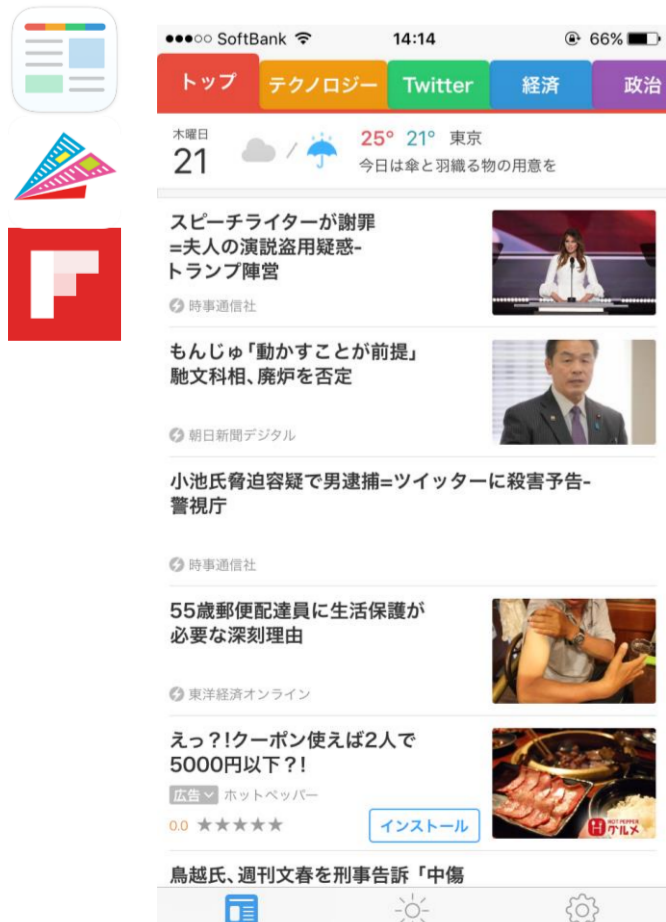 SoftBank 14:14 66%
トップ テクノロジー Twitter 経済 政治
木曜日
21
25° 21° 東京
今日は傘と羽織る物の用意を
スピーチライターが謝罪
=夫人の演説盗用疑惑-
トランプ陣営
時事通信社
もんじゅ「動かすことが前提」
馳文科相、廃炉を否定
朝日新聞デジタル
小池氏脅迫容疑で男逮捕=ツイッターに殺害予告-
警視庁
時事通信社
55歳郵便配達員に生活保護が
必要な深刻理由
東洋経済オンライン
えっ?!クーポン使えば2人で
5000円以下?!
広告 ホットペッパー
0.0 ★★★★★ インストール
HOT PEPPER
グルメ
鳥越氏、週刊文春を刑事告訴「中傷